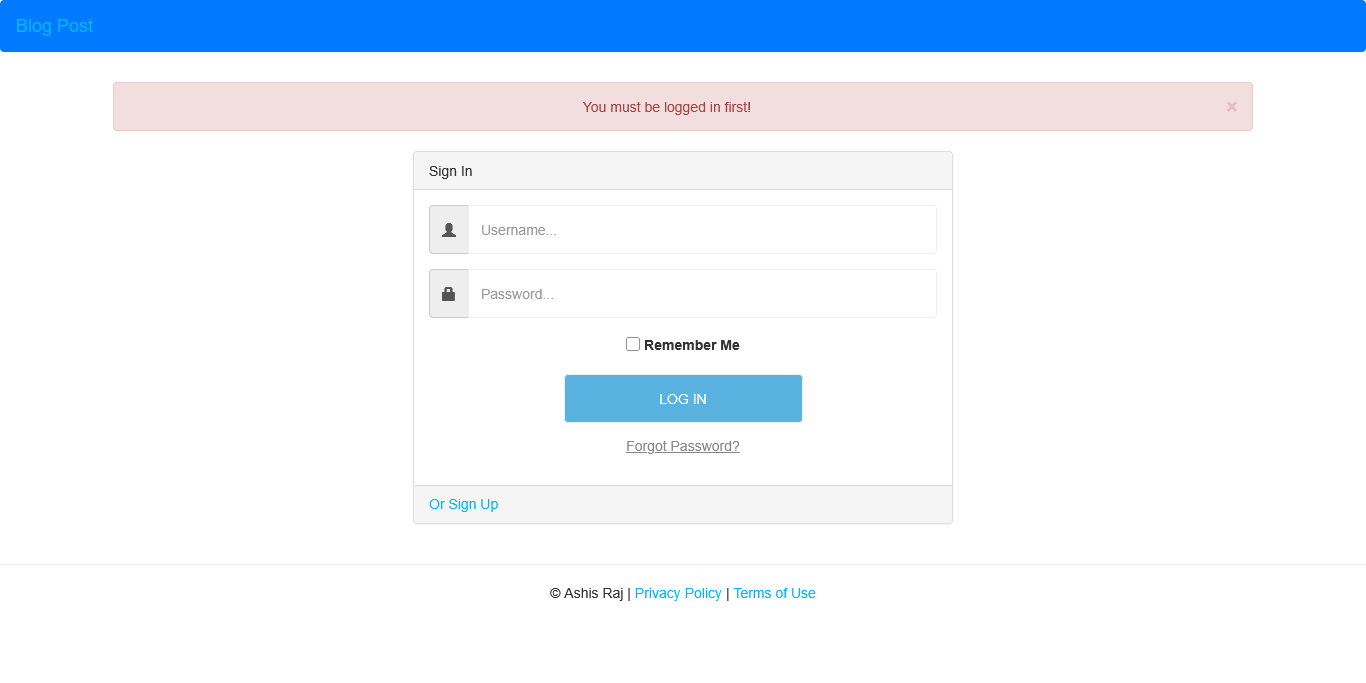 Blog Post
You must be logged in first! ×
Sign In
Username...
Password...
Remember Me
LOG IN
Forgot Password?
Or Sign Up
© Ashis Raj | Privacy Policy | Terms of Use